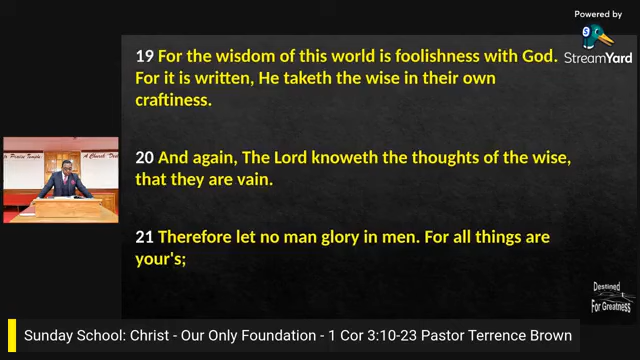 Powered by
StreamYard
19 For the wisdom of this world is foolishness with God.
For it is written, He taketh the wise in their own
craftiness.
20 And again, The Lord knoweth the thoughts of the wise,
that they are vain.
21 Therefore let no man glory in men. For all things are
your's;
Praise Temple
A Church
Destined
For Greatness
Sunday School: Christ - Our Only Foundation - 1 Cor 3:10-23 Pastor Terrence Brown